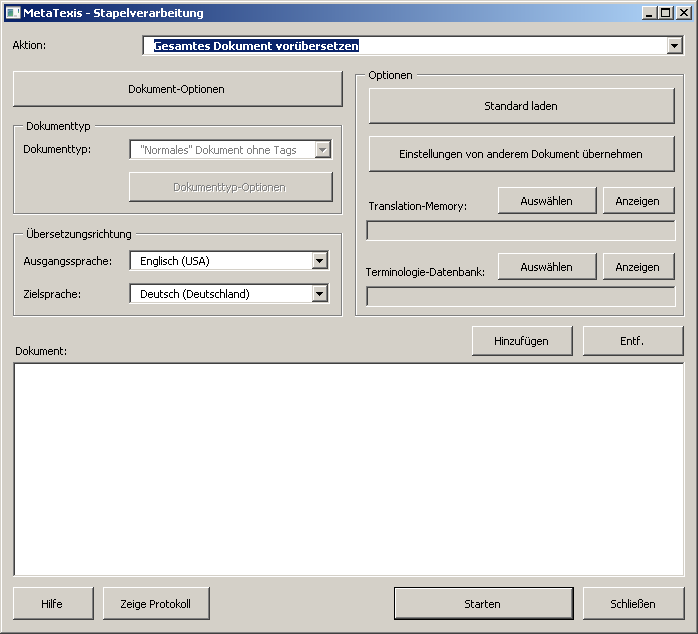 MetaTexis - Stapelverarbeitung
Aktion:
Gesamtes Dokument vorübersetzen
Dokument-Optionen
Dokumenttyp
Dokumenttyp:
"Normales" Dokument ohne Tags
Dokumenttyp-Optionen
Übersetzungsrichtung
Ausgangssprache:
Englisch (USA)
Zielsprache:
Deutsch (Deutschland)
Optionen
Standard laden
Einstellungen von anderem Dokument übernehmen
Translation-Memory:
Auswählen
Anzeigen
Terminologie-Datenbank:
Auswählen
Anzeigen
Hinzufügen
Entf.
Dokument:
Hilfe
Zeige Protokoll
Starten
Schließen